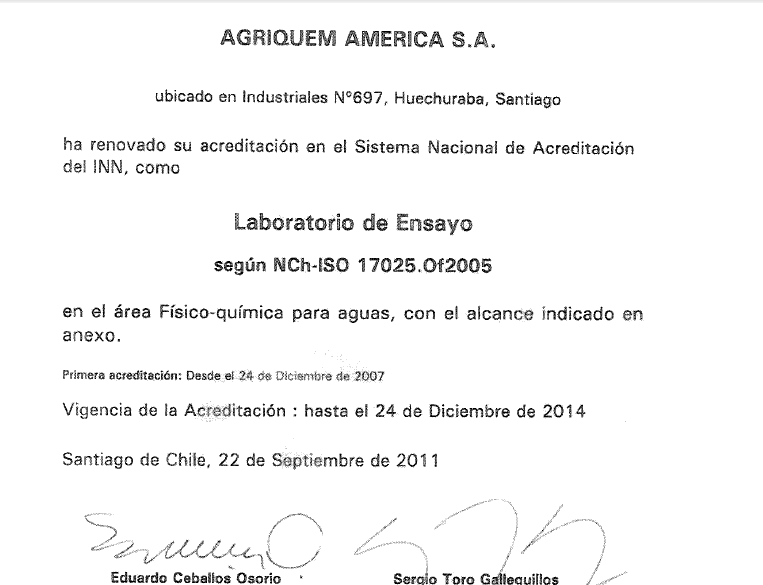 AGRIQUEM AMERICA S.A.
ubicado en Industriales N°697, Huechuraba, Santiago
ha renovado su acreditación en el Sistema Nacional de Acreditación
del INN, como
Laboratorio de Ensayo
según NCh-ISO 17025.Of2005
en el área Físico-química para aguas, con el alcance indicado en
anexo.
Primera acreditación: Desde el 24 de Diciembre de 2007
Vigencia de la Acreditación : hasta el 24 de Diciembre de 2014
Santiago de Chile, 22 de Septiembre de 2011
Eduardo Ceballos Osorio
Sergio Toro Galleguillos